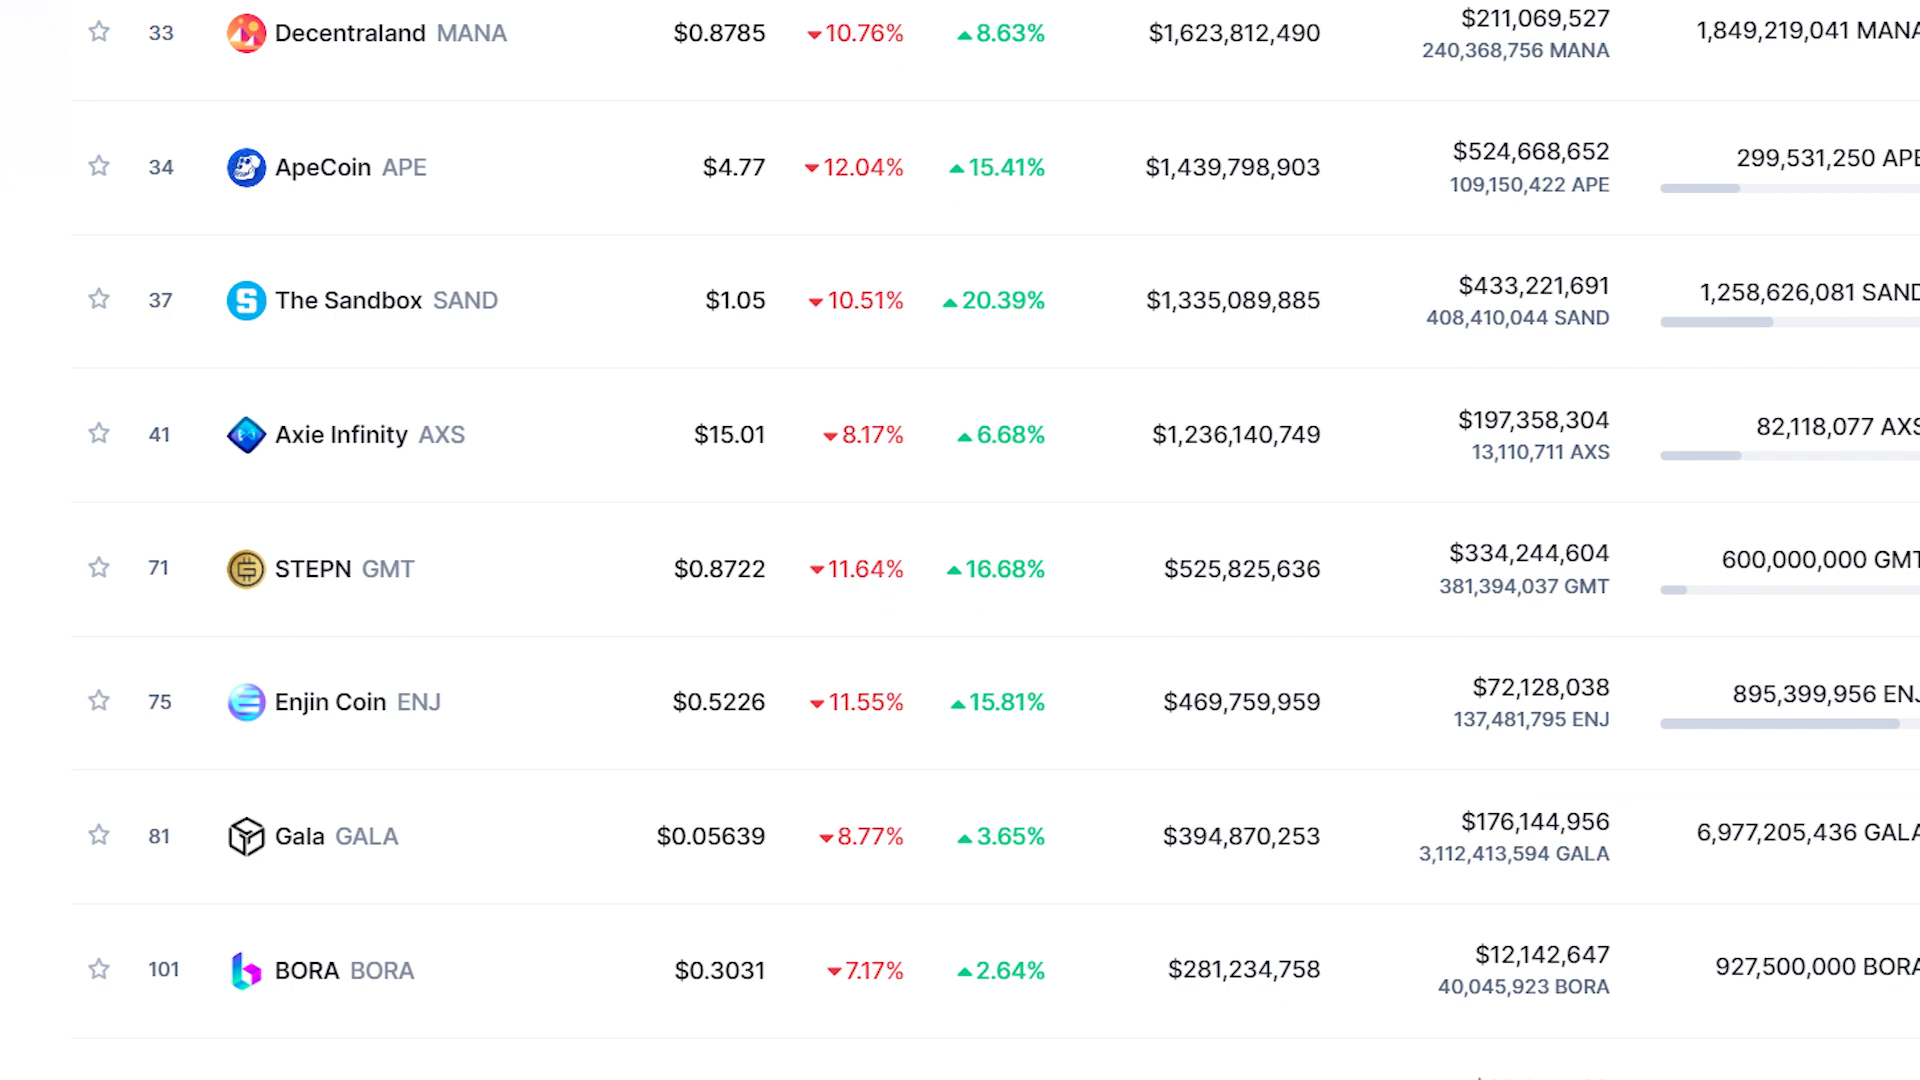 33 Decentraland MANA $0.8785 10.76% 8.63% $1,623,812,490 $211,069,527 1,849,219,041 MANA
240,368,756 MANA
34 ApeCoin APE $4.77 12.04% 15.41% $1,439,798,903 $524,668,652 299,531,250 APE
109,150,422 APE
37 The Sandbox SAND $1.05 10.51% 20.39% $1,335,089,885 $433,221,691 1,258,626,081 SAND
408,410,044 SAND
41 Axie Infinity AXS $15.01 8.17% 6.68% $1,236,140,749 $197,358,304 82,118,077 AXS
13,110,711 AXS
71 STEPN GMT $0.8722 11.64% 16.68% $525,825,636 $334,244,604 600,000,000 GMT
381,394,037 GMT
75 Enjin Coin ENJ $0.5226 11.55% 15.81% $469,759,959 $72,128,038 895,399,956 ENJ
137,481,795 ENJ
81 Gala GALA $0.05639 8.77% 3.65% $394,870,253 $176,144,956 6,977,205,436 GALA
3,112,413,594 GALA
101 BORA BORA $0.3031 7.17% 2.64% $281,234,758 $12,142,647 927,500,000 BORA
40,045,923 BORA